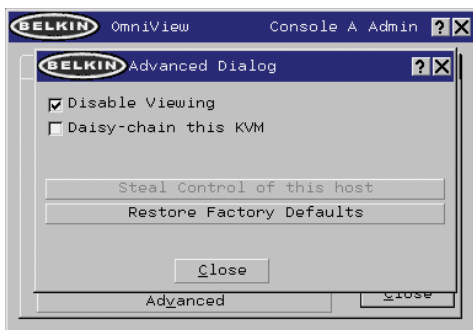 BELKIN OmniView Console A Admin ? X
BELKIN Advanced Dialog ? X
Disable Viewing
Daisy-chain this KVM
Steal Control of this host
Restore Factory Defaults
Close
Advanced Close